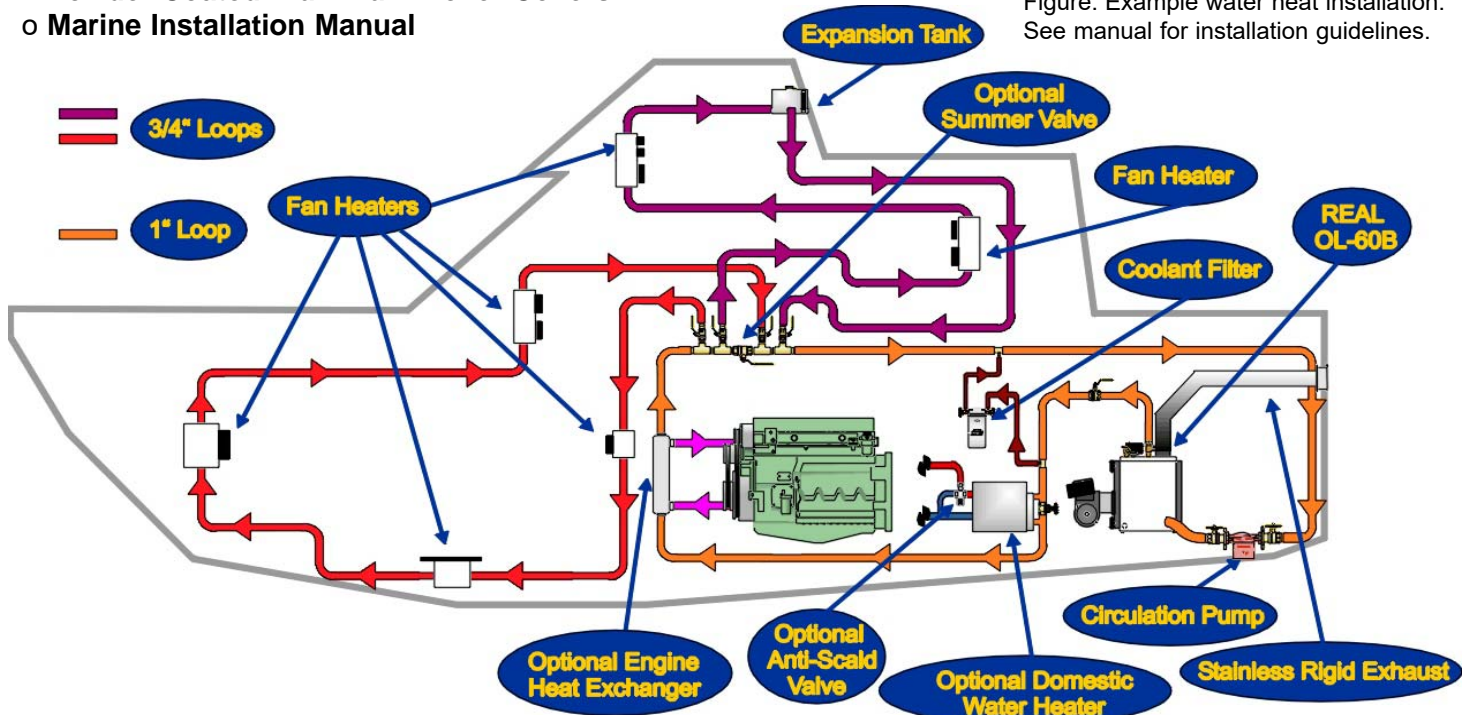 o Marine Installation Manual
Figure: Example water heat installation.
See manual for installation guidelines.
Expansion Tank
Optional
Summer Valve
3/4" Loops
Fan Heaters
Fan Heater
REAL
OL-60B
1" Loop
Coolant Filter
Circulation Pump
Optional Engine
Heat Exchanger
Optional
Anti-Scald
Valve
Optional Domestic
Water Heater
Stainless Rigid Exhaust